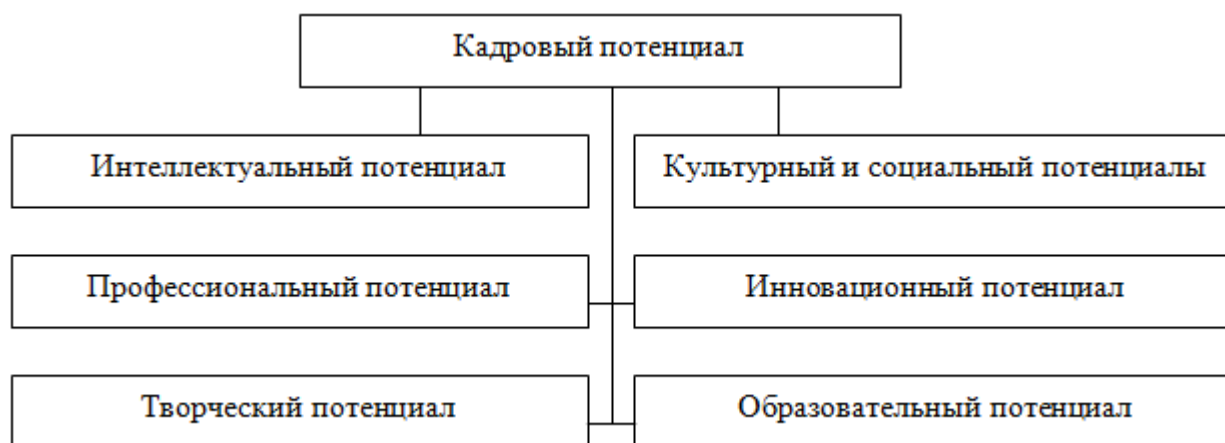 Кадровый потенциал
Интеллектуальный потенциал
Культурный и социальный потенциалы
Профессиональный потенциал
Инновационный потенциал
Творческий потенциал
Образовательный потенциал